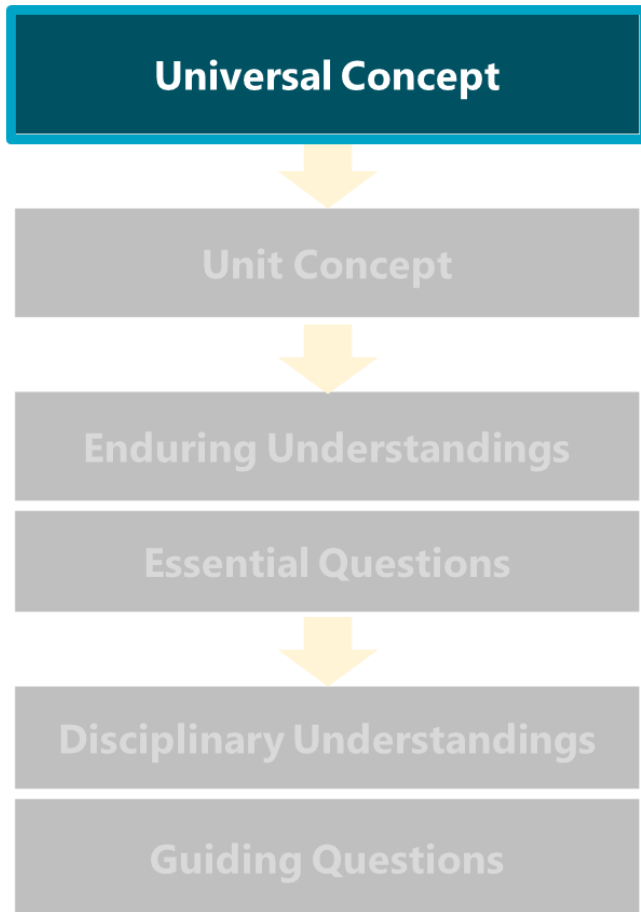 Universal Concept
Unit Concept
Enduring Understandings
Essential Questions
Disciplinary Understandings
Guiding Questions